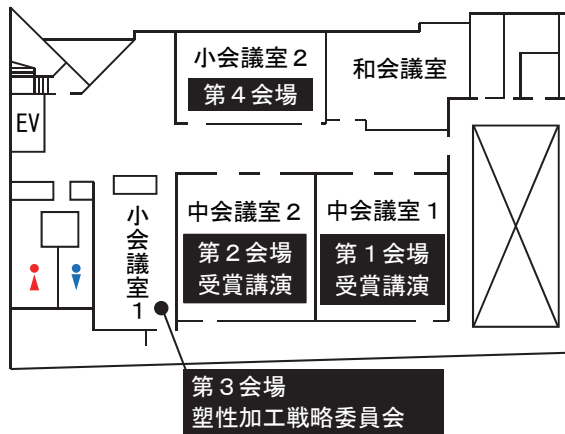 小会議室２
第４会場
和会議室
EV
小会議室１
中会議室２
第２会場
受賞講演
中会議室１
第１会場
受賞講演
第３会場
塑性加工戦略委員会